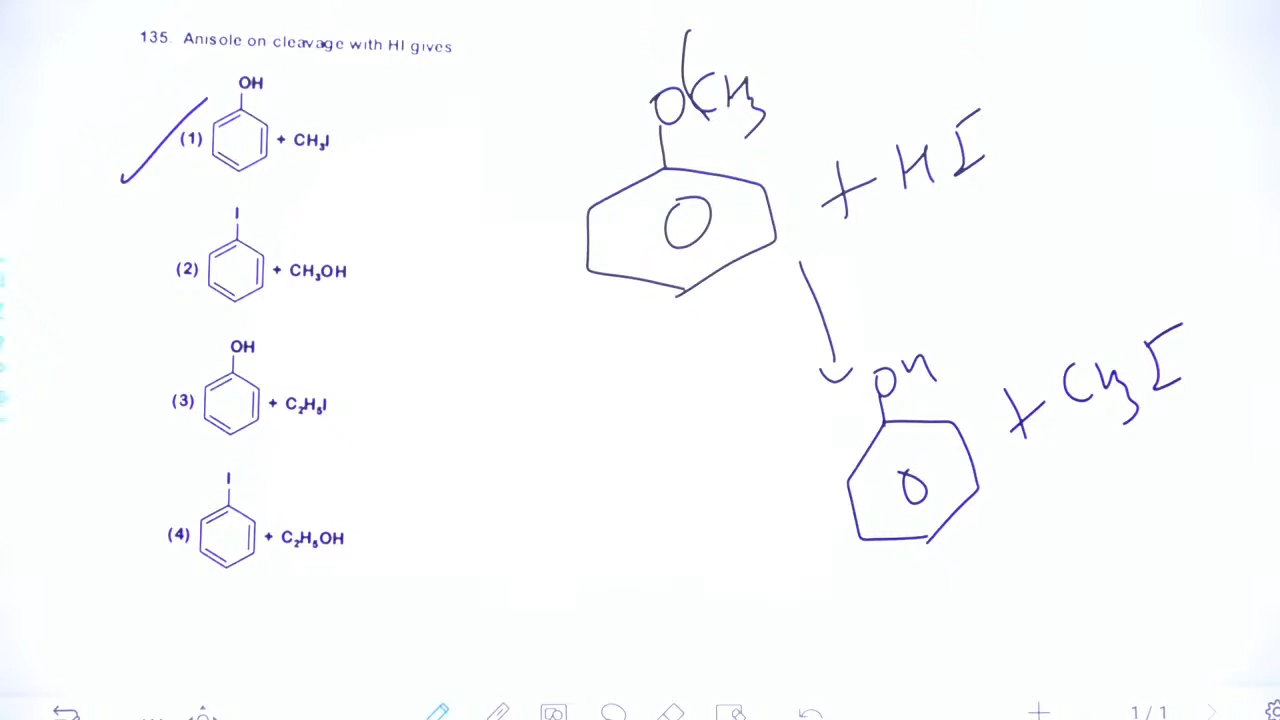 135. Anisole on cleavage with HI gives
OH
(1) + CH₃I
I
(2) + CH₃OH
OH
(3) + C₂H₅I
I
(4) + C₂H₅OH
OCH₃
+ HI
OH
+ CH₃I
1/1